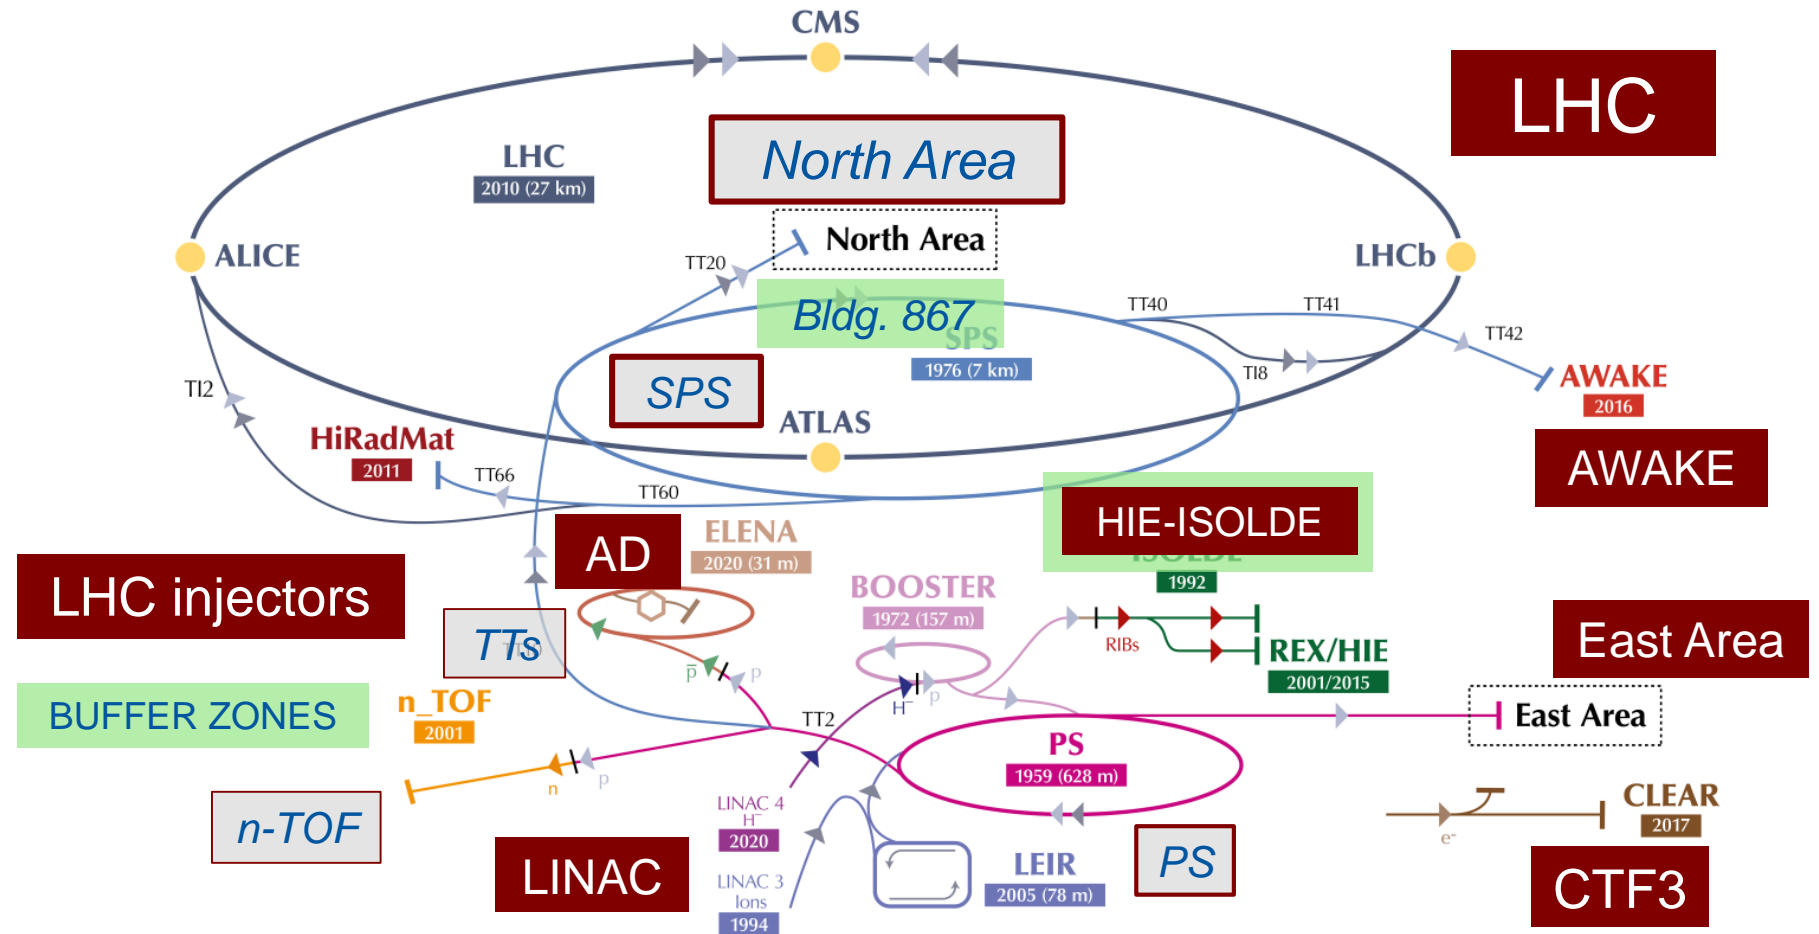 CMS
LHC
LHC
2010 (27 km)
North Area
North Area
ALICE
TT20
LHCb
Bldg. 867
SPS
1976 (7 km)
TT40
TT41
TT42
TI8
TI2
SPS
AWAKE
2016
AWAKE
ATLAS
HiRadMat
2011
TT66
TT60
HIE-ISOLDE
ISOLDE
1992
AD
ELENA
2020 (31 m)
LHC injectors
BOOSTER
1972 (157 m)
TTs
RIBs
REX/HIE
2001/2015
East Area
East Area
BUFFER ZONES
n_TOF
2001
p̅
p
H⁻
p
TT2
n
p
n-TOF
PS
1959 (628 m)
LINAC 4
H⁻
2020
LINAC
LINAC 3
Ions
1994
LEIR
2005 (78 m)
PS
e⁻
CLEAR
2017
CTF3